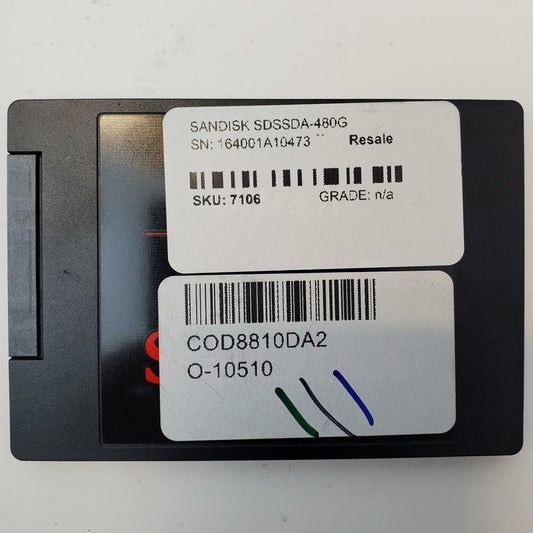 SANDISK SDSSDA-480G
SN: 164001A10473
Resale
SKU: 7106
GRADE: n/a
COD8810DA2
O-10510
S